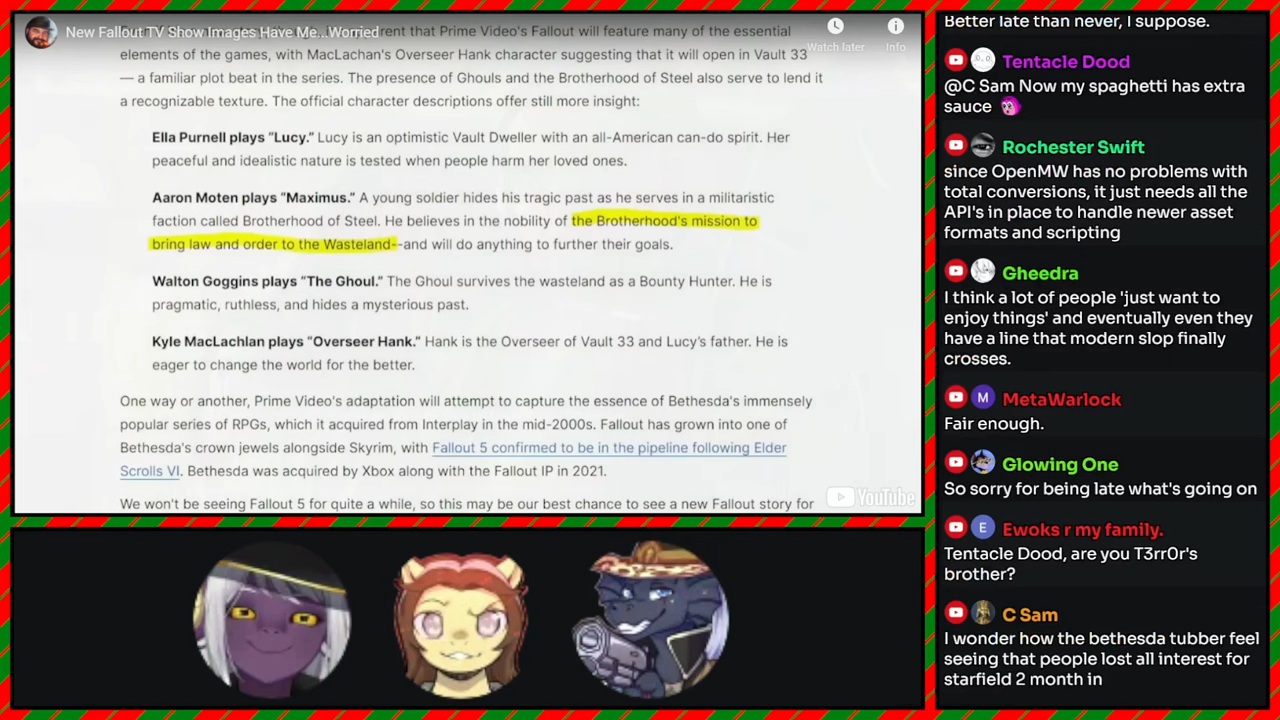 New Fallout TV Show Images Have Me...Worried
Watch later
Info
rent that Prime Video's Fallout will feature many of the essential
elements of the games, with MacLachan's Overseer Hank character suggesting that it will open in Vault 33
— a familiar plot beat in the series. The presence of Ghouls and the Brotherhood of Steel also serve to lend it
a recognizable texture. The official character descriptions offer still more insight:
Ella Purnell plays "Lucy." Lucy is an optimistic Vault Dweller with an all-American can-do spirit. Her
peaceful and idealistic nature is tested when people harm her loved ones.
Aaron Moten plays "Maximus." A young soldier hides his tragic past as he serves in a militaristic
faction called Brotherhood of Steel. He believes in the nobility of the Brotherhood's mission to
bring law and order to the Wasteland--and will do anything to further their goals.
Walton Goggins plays "The Ghoul." The Ghoul survives the wasteland as a Bounty Hunter. He is
pragmatic, ruthless, and hides a mysterious past.
Kyle MacLachlan plays "Overseer Hank." Hank is the Overseer of Vault 33 and Lucy's father. He is
eager to change the world for the better.
One way or another, Prime Video's adaptation will attempt to capture the essence of Bethesda's immensely
popular series of RPGs, which it acquired from Interplay in the mid-2000s. Fallout has grown into one of
Bethesda's crown jewels alongside Skyrim, with Fallout 5 confirmed to be in the pipeline following Elder
Scrolls VI. Bethesda was acquired by Xbox along with the Fallout IP in 2021.
We won't be seeing Fallout 5 for quite a while, so this may be our best chance to see a new Fallout story for
YouTube
Better late than never, I suppose.
Tentacle Dood
@C Sam Now my spaghetti has extra
sauce
Rochester Swift
since OpenMW has no problems with
total conversions, it just needs all the
API's in place to handle newer asset
formats and scripting
Gheedra
I think a lot of people 'just want to
enjoy things' and eventually even they
have a line that modern slop finally
crosses.
M
MetaWarlock
Fair enough.
Glowing One
So sorry for being late what's going on
E
Ewoks r my family.
Tentacle Dood, are you T3rr0r's
brother?
C Sam
I wonder how the bethesda tubber feel
seeing that people lost all interest for
starfield 2 month in